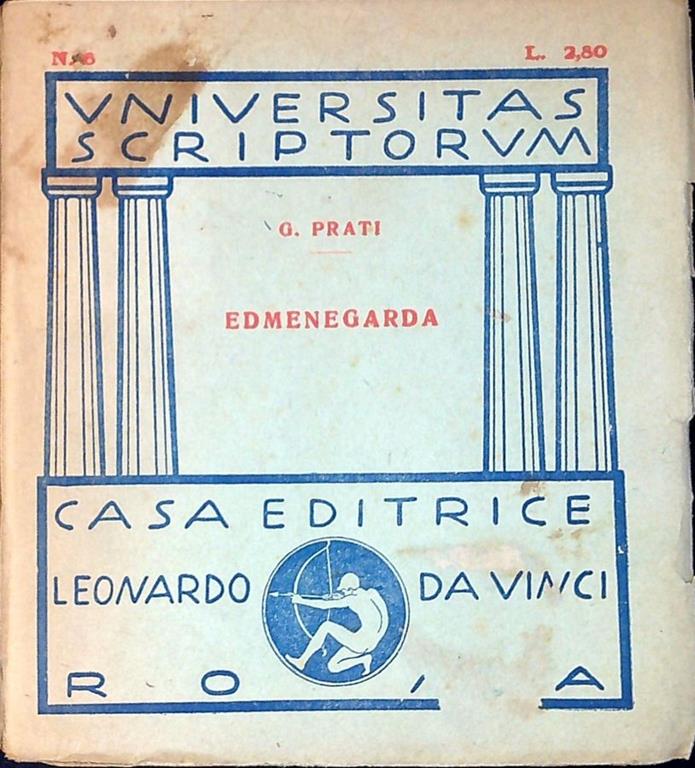 N. 8 L. 2,80
VNIVERSITAS
SCRIPTORVM
G. PRATI
EDMENEGARDA
CASA EDITRICE
LEONARDO DA VINCI